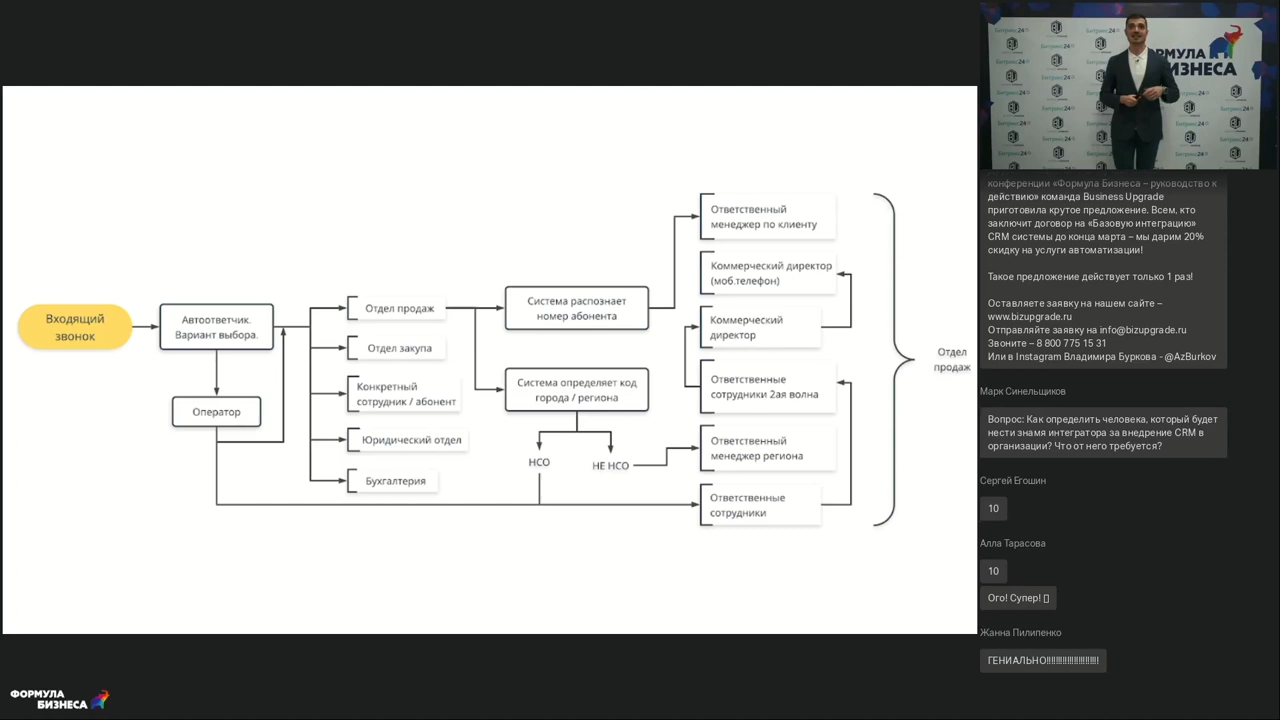 Входящий
звонок
Автоответчик.
Вариант выбора.
Оператор
Отдел продаж
Отдел закупа
Конкретный
сотрудник / абонент
Юридический отдел
Бухгалтерия
Система распознает
номер абонента
Система определяет код
города / региона
НСО
НЕ НСО
Ответственный
менеджер по клиенту
Коммерческий директор
(моб.телефон)
Коммерческий
директор
Ответственные
сотрудники 2ая волна
Ответственный
менеджер региона
Ответственные
сотрудники
Отдел
продаж
ФОРМУЛА
БИЗНЕСА
Битрикс24
БИЗНЕСА
конференции «Формула Бизнеса – руководство к
действию» команда Business Upgrade
приготовила крутое предложение. Всем, кто
заключит договор на «Базовую интеграцию»
CRM системы до конца марта – мы дарим 20%
скидку на услуги автоматизации!
Такое предложение действует только 1 раз!
Оставляете заявку на нашем сайте –
www.bizupgrade.ru
Отправляйте заявку на info@bizupgrade.ru
Звоните – 8 800 775 15 31
Или в Instagram Владимира Буркова - @AzBurkov
Марк Синельщиков
Вопрос: Как определить человека, который будет
нести знамя интегратора за внедрение CRM в
организации? Что от него требуется?
Сергей Егошин
10
Алла Тарасова
10
Ого! Супер!
Жанна Пилипенко
ГЕНИАЛЬНО!!!!!!!!!!!!!!!!!!!!!!!